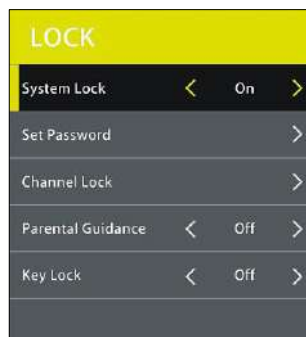 LOCK
System Lock < On >
Set Password >
Channel Lock >
Parental Guidance < Off >
Key Lock < Off >